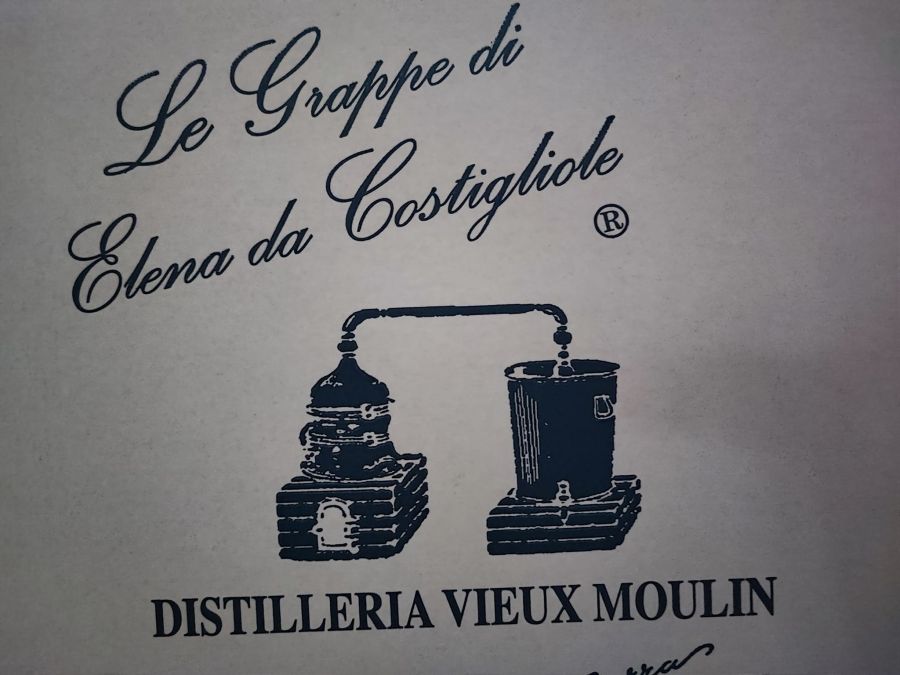 Le Grappe di
Elena da Costigliole
®
DISTILLERIA VIEUX MOULIN